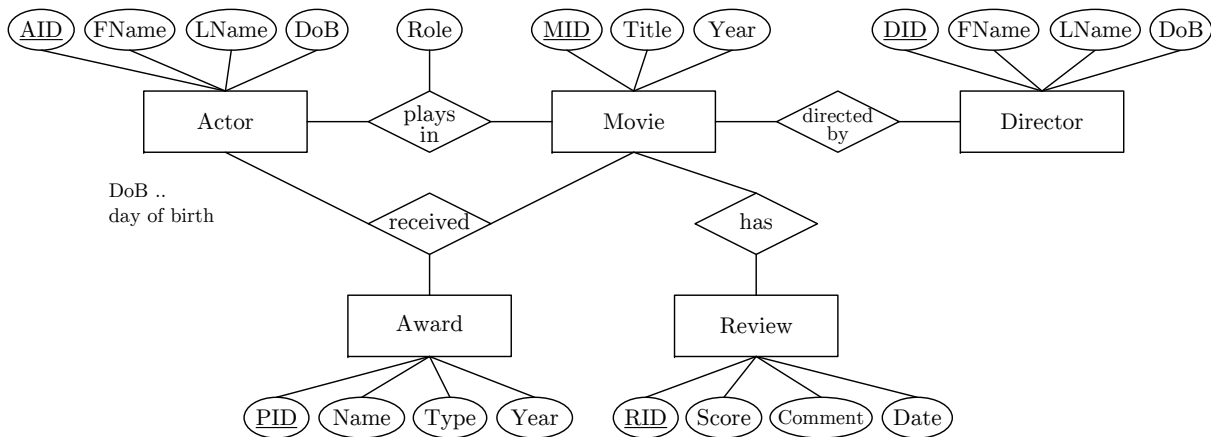 AID FName LName DoB Role MID Title Year DID FName LName DoB
Actor
plays
in
Movie
directed
by
Director
DoB ..
day of birth
received
has
Award
Review
PID Name Type Year RID Score Comment Date